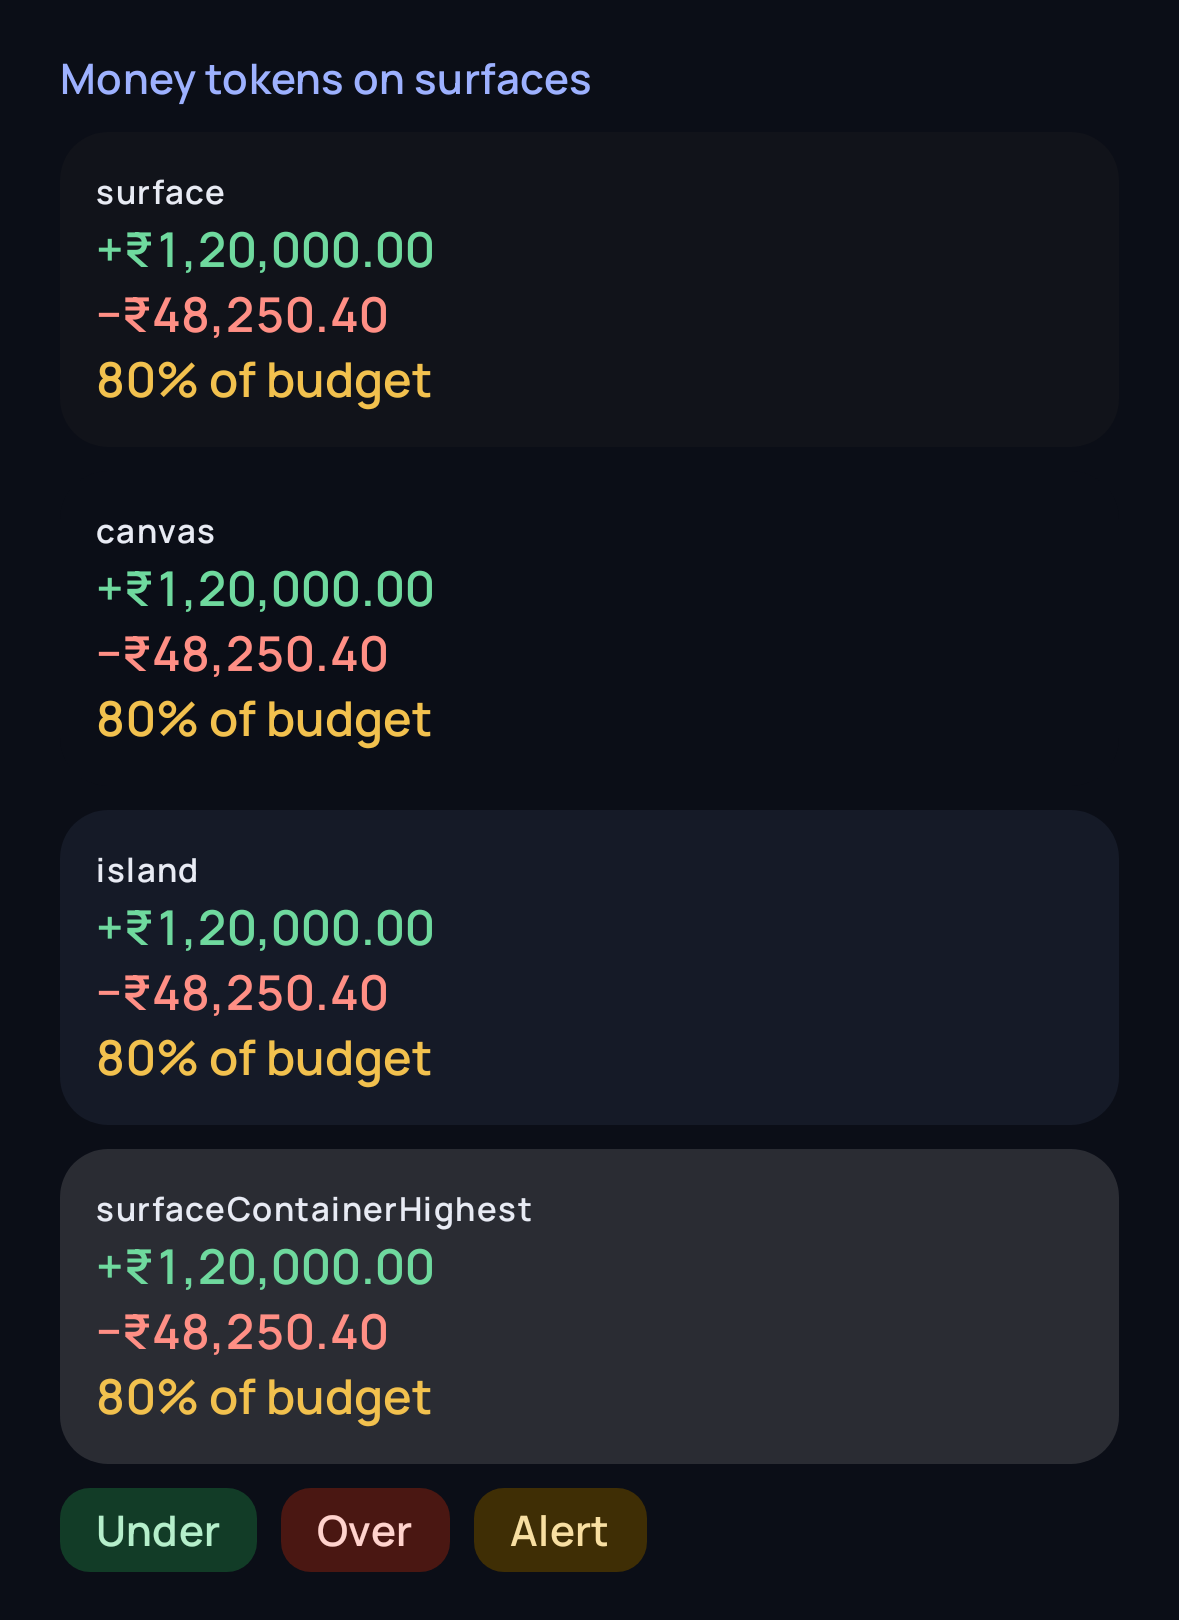 Money tokens on surfaces
surface
+₹1,20,000.00
−₹48,250.40
80% of budget
canvas
+₹1,20,000.00
−₹48,250.40
80% of budget
island
+₹1,20,000.00
−₹48,250.40
80% of budget
surfaceContainerHighest
+₹1,20,000.00
−₹48,250.40
80% of budget
Under Over Alert